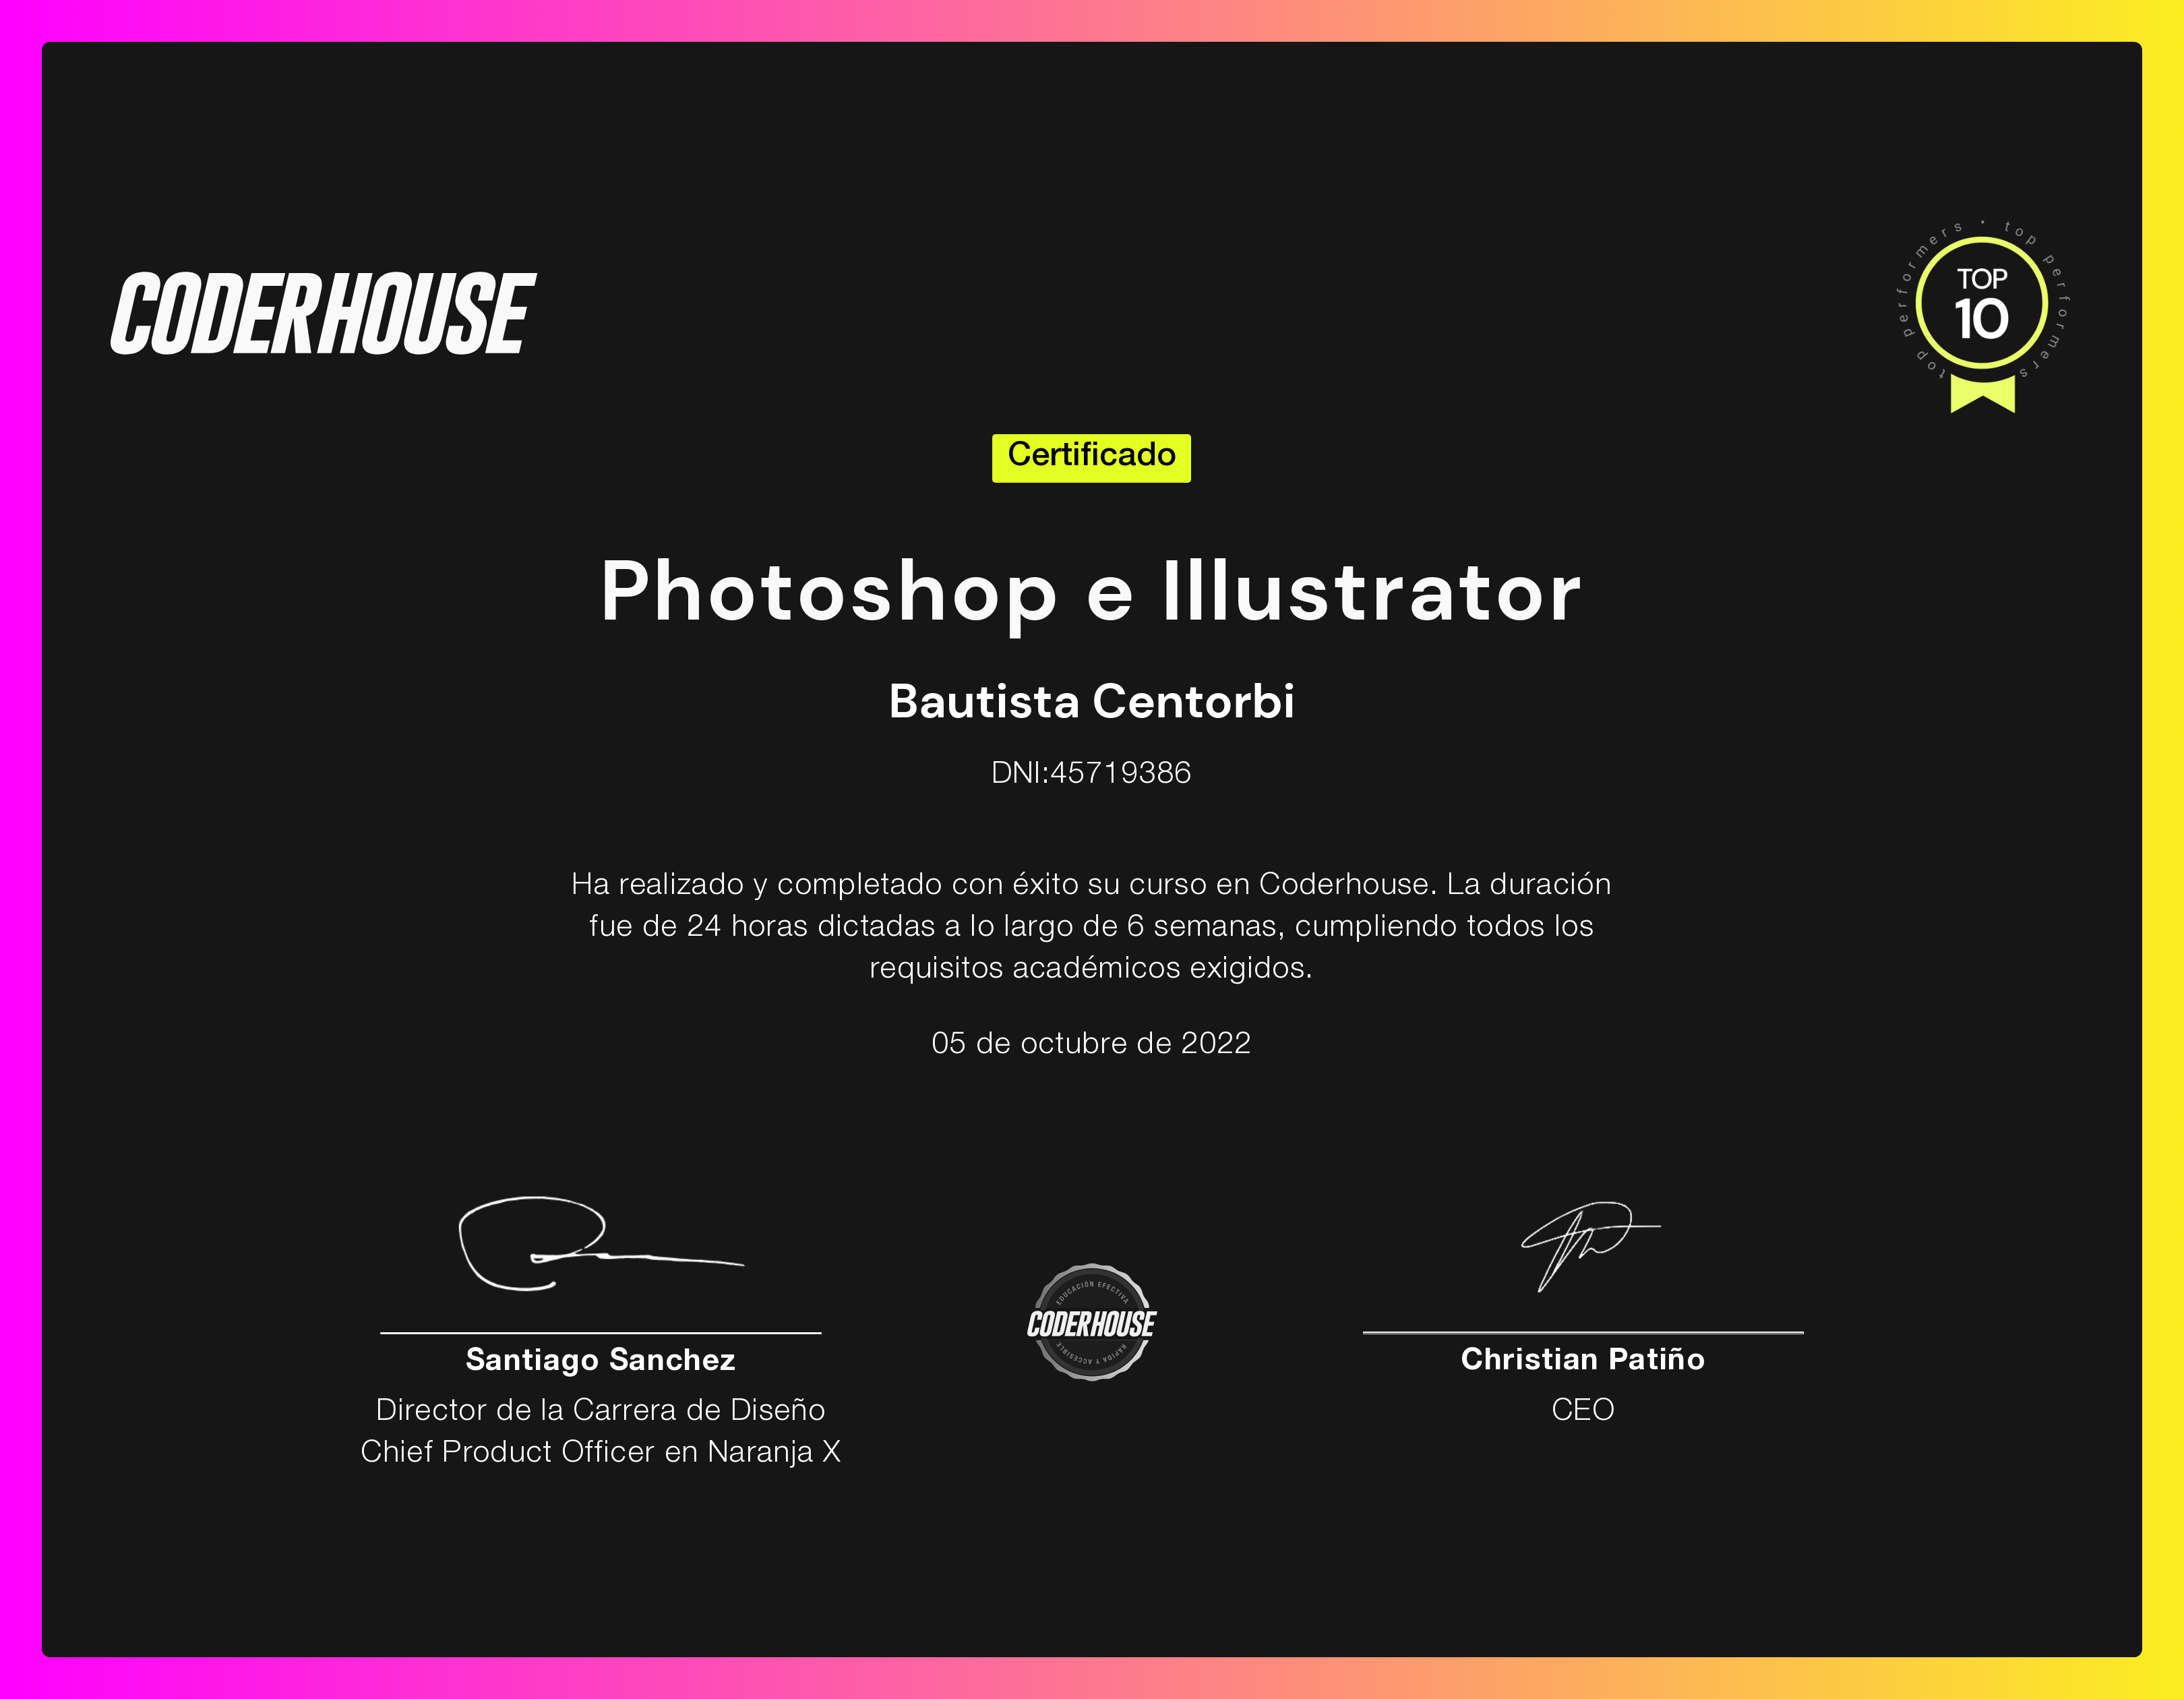 CODERHOUSE
top performers • top performers
TOP
10
Certificado
Photoshop e Illustrator
Bautista Centorbi
DNI:45719386
Ha realizado y completado con éxito su curso en Coderhouse. La duración
fue de 24 horas dictadas a lo largo de 6 semanas, cumpliendo todos los
requisitos académicos exigidos.
05 de octubre de 2022
Santiago Sanchez
Director de la Carrera de Diseño
Chief Product Officer en Naranja X
EDUCACIÓN EFECTIVA
CODERHOUSE
RÁPIDA Y ACCESIBLE
Christian Patiño
CEO